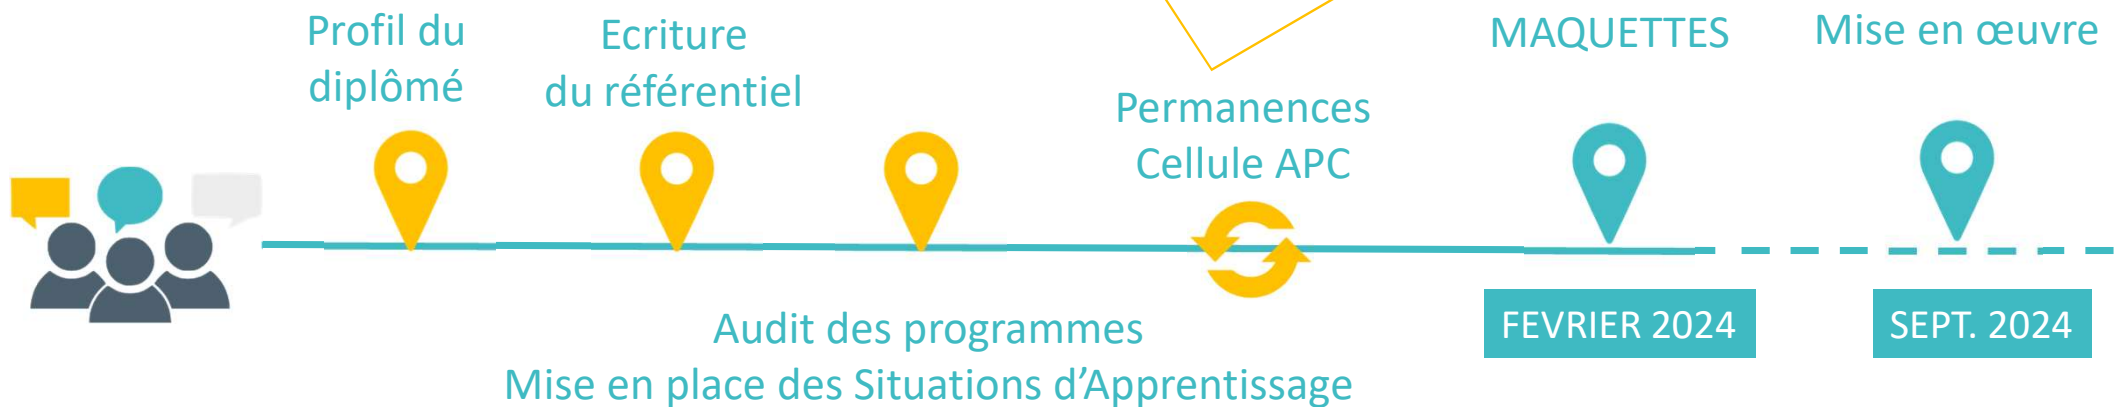 Profil du
diplômé
Ecriture
du référentiel
Audit des programmes
Mise en place des Situations d’Apprentissage
Permanences
Cellule APC
MAQUETTES
FEVRIER 2024
Mise en œuvre
SEPT. 2024